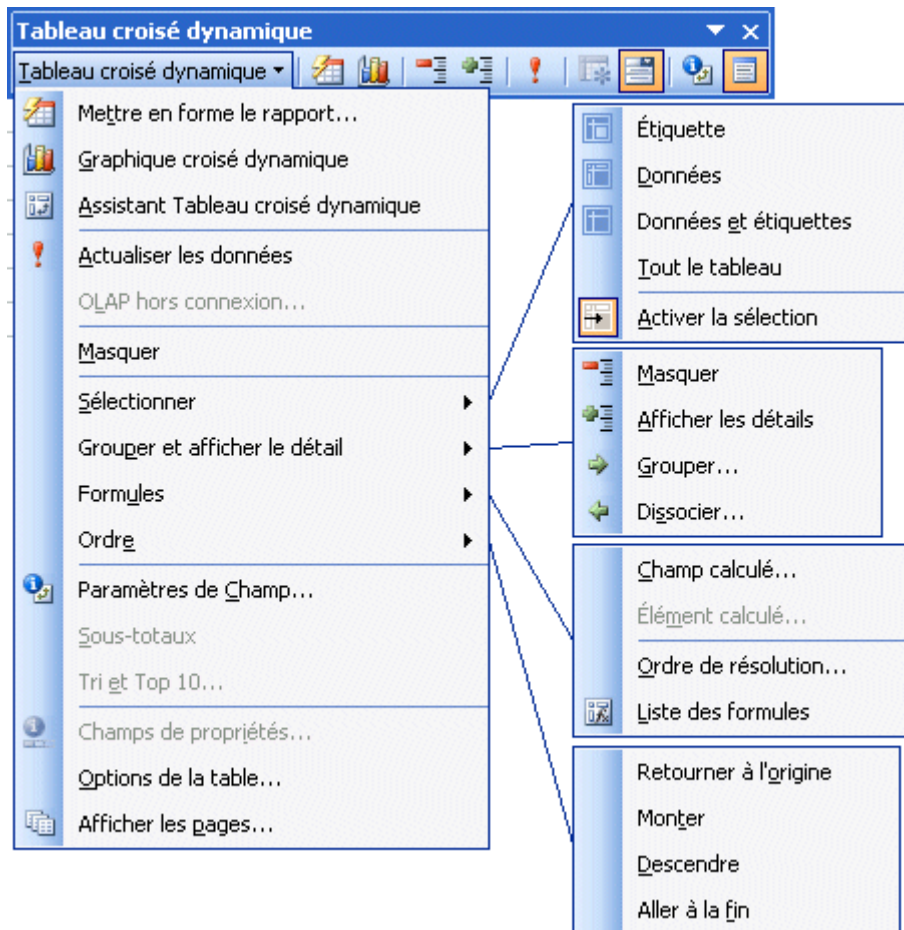 Tableau croisé dynamique
Tableau croisé dynamique
Mettre en forme le rapport...
Graphique croisé dynamique
Assistant Tableau croisé dynamique
Actualiser les données
OLAP hors connexion...
Masquer
Sélectionner
Grouper et afficher le détail
Formules
Ordre
Paramètres de Champ...
Sous-totaux
Tri et Top 10...
Champs de propriétés...
Options de la table...
Afficher les pages...
Étiquette
Données
Données et étiquettes
Tout le tableau
Activer la sélection
Masquer
Afficher les détails
Grouper...
Dissocier...
Champ calculé...
Élément calculé...
Ordre de résolution...
Liste des formules
Retourner à l'origine
Monter
Descendre
Aller à la fin